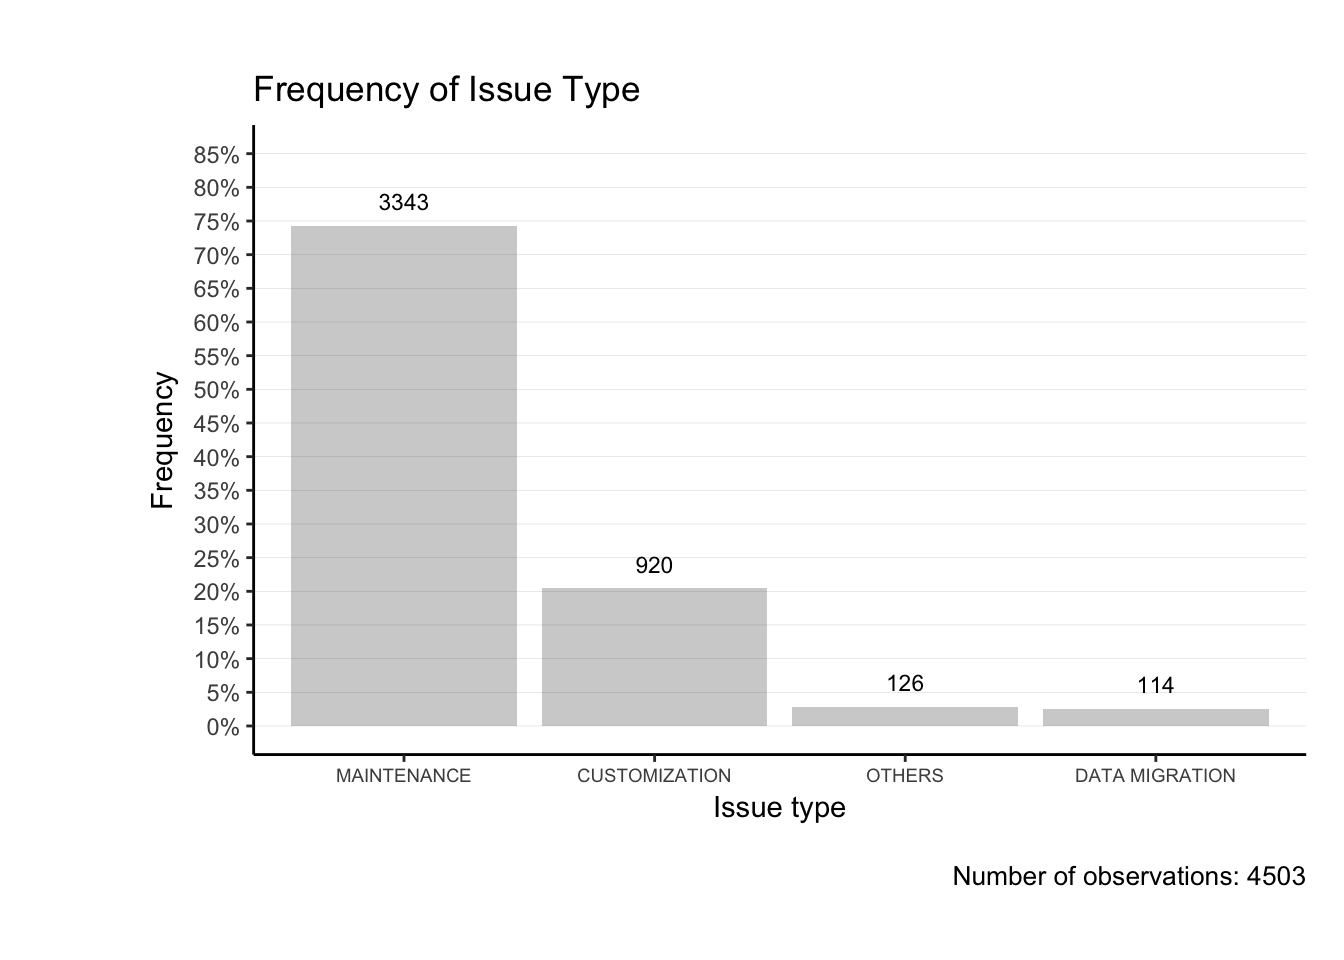 Frequency of Issue Type
85%
80%
75%
70%
65%
60%
55%
50%
45%
40%
35%
30%
25%
20%
15%
10%
5%
0%
Frequency
3343
920
126
114
MAINTENANCE
CUSTOMIZATION
OTHERS
DATA MIGRATION
Issue type
Number of observations: 4503